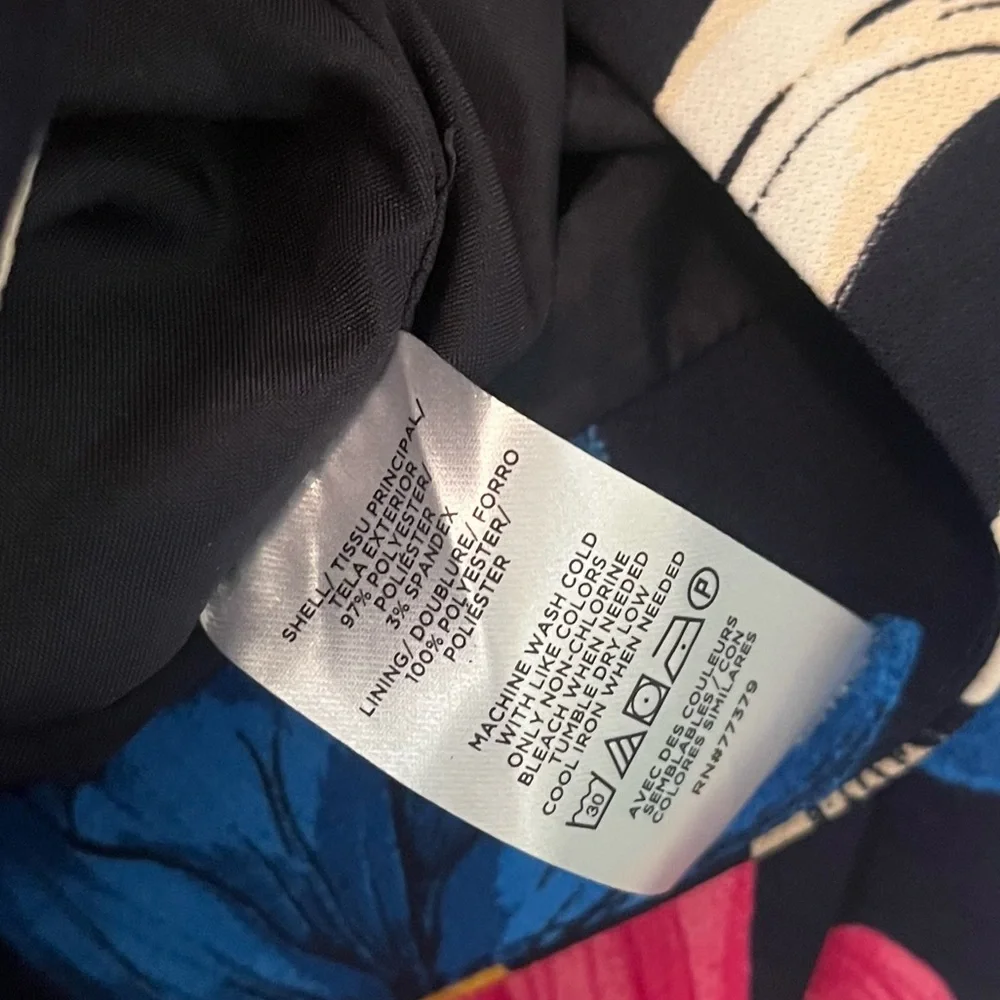 SHELL/ TISSU PRINCIPAL/
TELA EXTERIOR
97% POLYESTER/
POLIÉSTER
3% SPANDEX
LINING/ DOUBLURE/ FORRO
100% POLYESTER/
POLIÉSTER
MACHINE WASH COLD
WITH LIKE COLORS
ONLY NON-CHLORINE
BLEACH WHEN NEEDED
TUMBLE DRY LOW
COOL IRON WHEN NEEDED
30 P
AVEC DES COULEURS
SEMBLABLES/ CON
COLORES SIMILARES
RN#77379